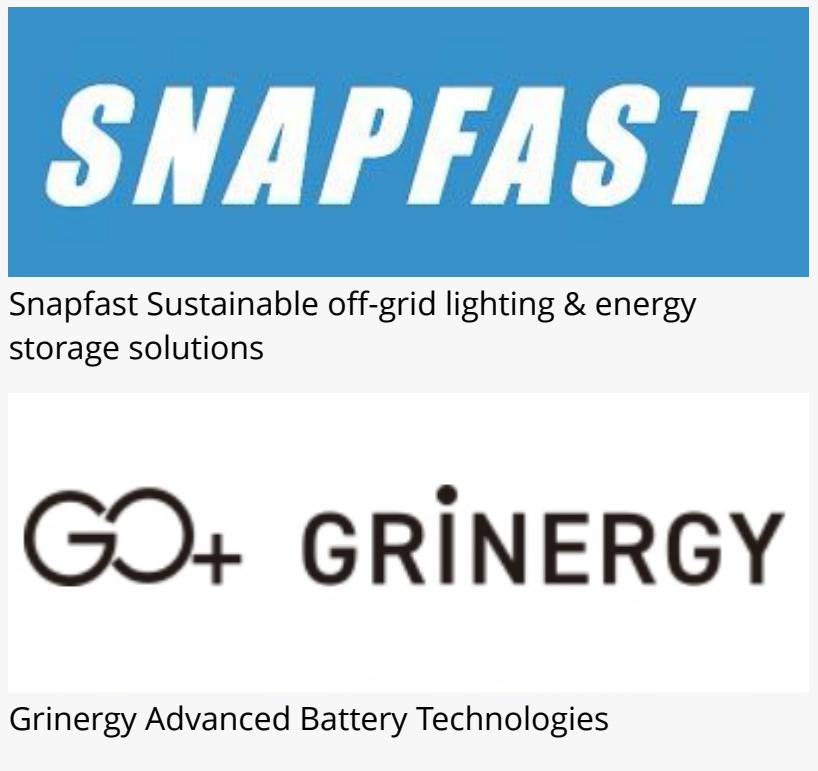 SNAPFAST
Snapfast Sustainable off-grid lighting & energy
storage solutions
GO+ GRiNERGY
Grinergy Advanced Battery Technologies